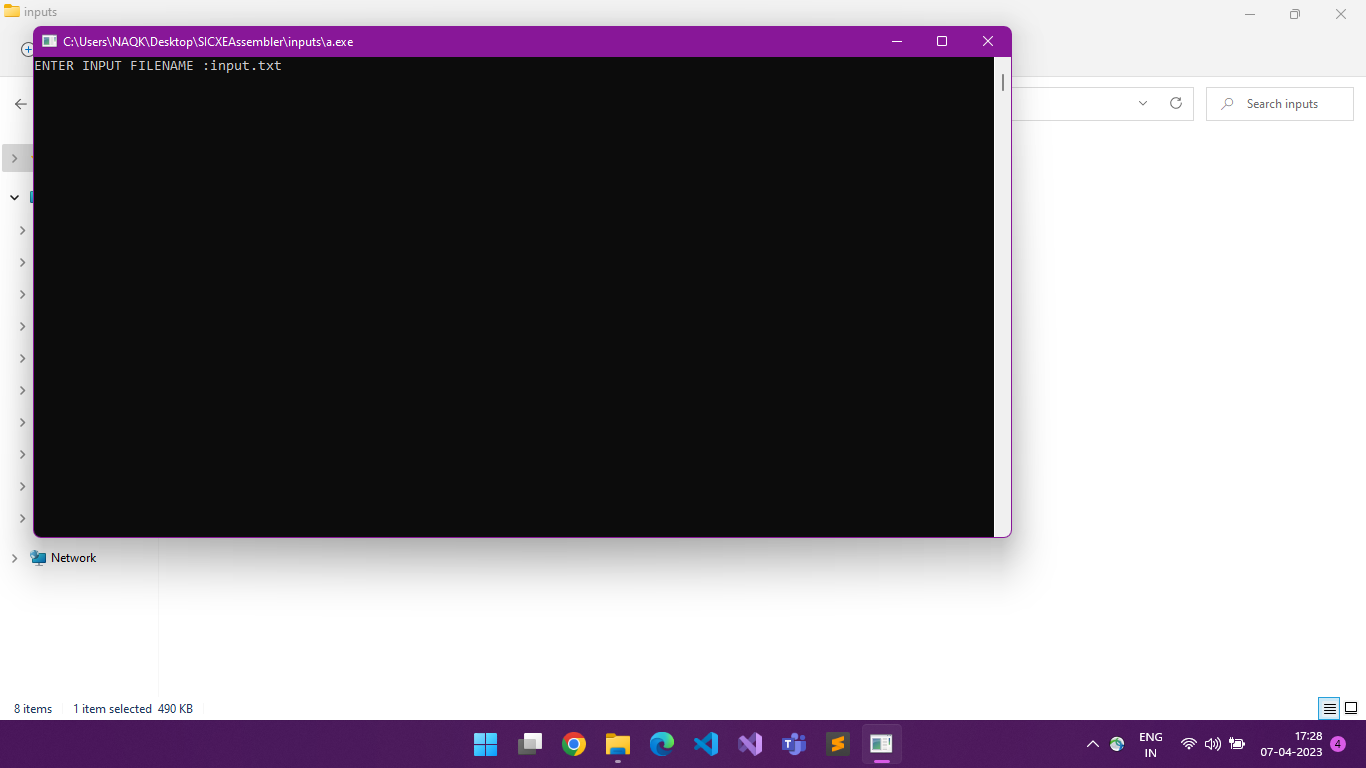 inputs
C:\Users\NAQK\Desktop\SICXEAssembler\inputs\a.exe
ENTER INPUT FILENAME :input.txt
Search inputs
Network
8 items 1 item selected 490 KB
ENG
IN
17:28
07-04-2023
4